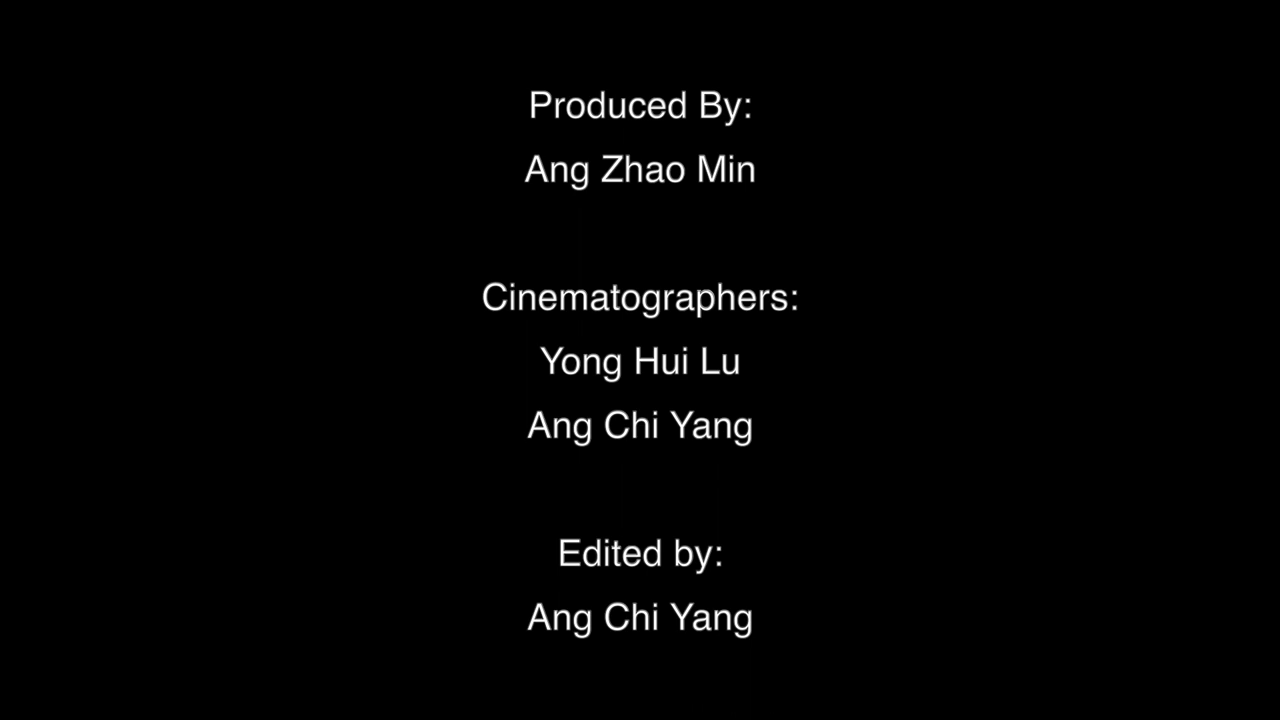 Produced By:
Ang Zhao Min
Cinematographers:
Yong Hui Lu
Ang Chi Yang
Edited by:
Ang Chi Yang